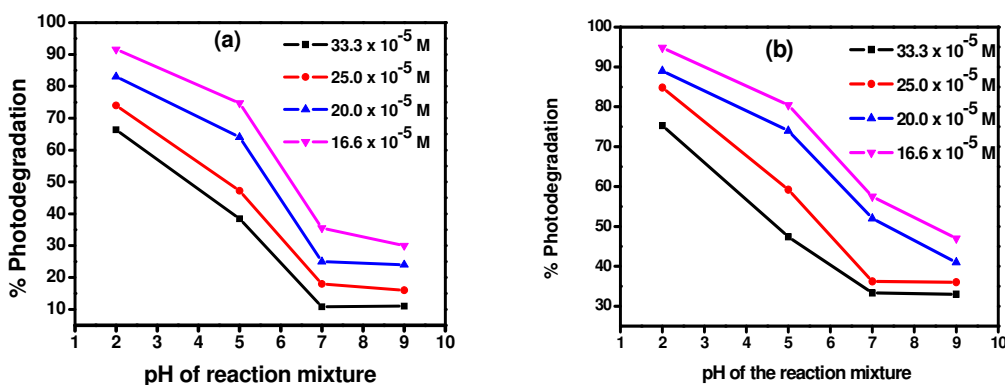 (a)
33.3 x 10⁻⁵ M
25.0 x 10⁻⁵ M
20.0 x 10⁻⁵ M
16.6 x 10⁻⁵ M
% Photodegradation
100
90
80
70
60
50
40
30
20
10
1 2 3 4 5 6 7 8 9 10
pH of reaction mixture
(b)
33.3 x 10⁻⁵ M
25.0 x 10⁻⁵ M
20.0 x 10⁻⁵ M
16.6 x 10⁻⁵ M
% Photodegradation
100
90
80
70
60
50
40
30
1 2 3 4 5 6 7 8 9 10
pH of the reaction mixture